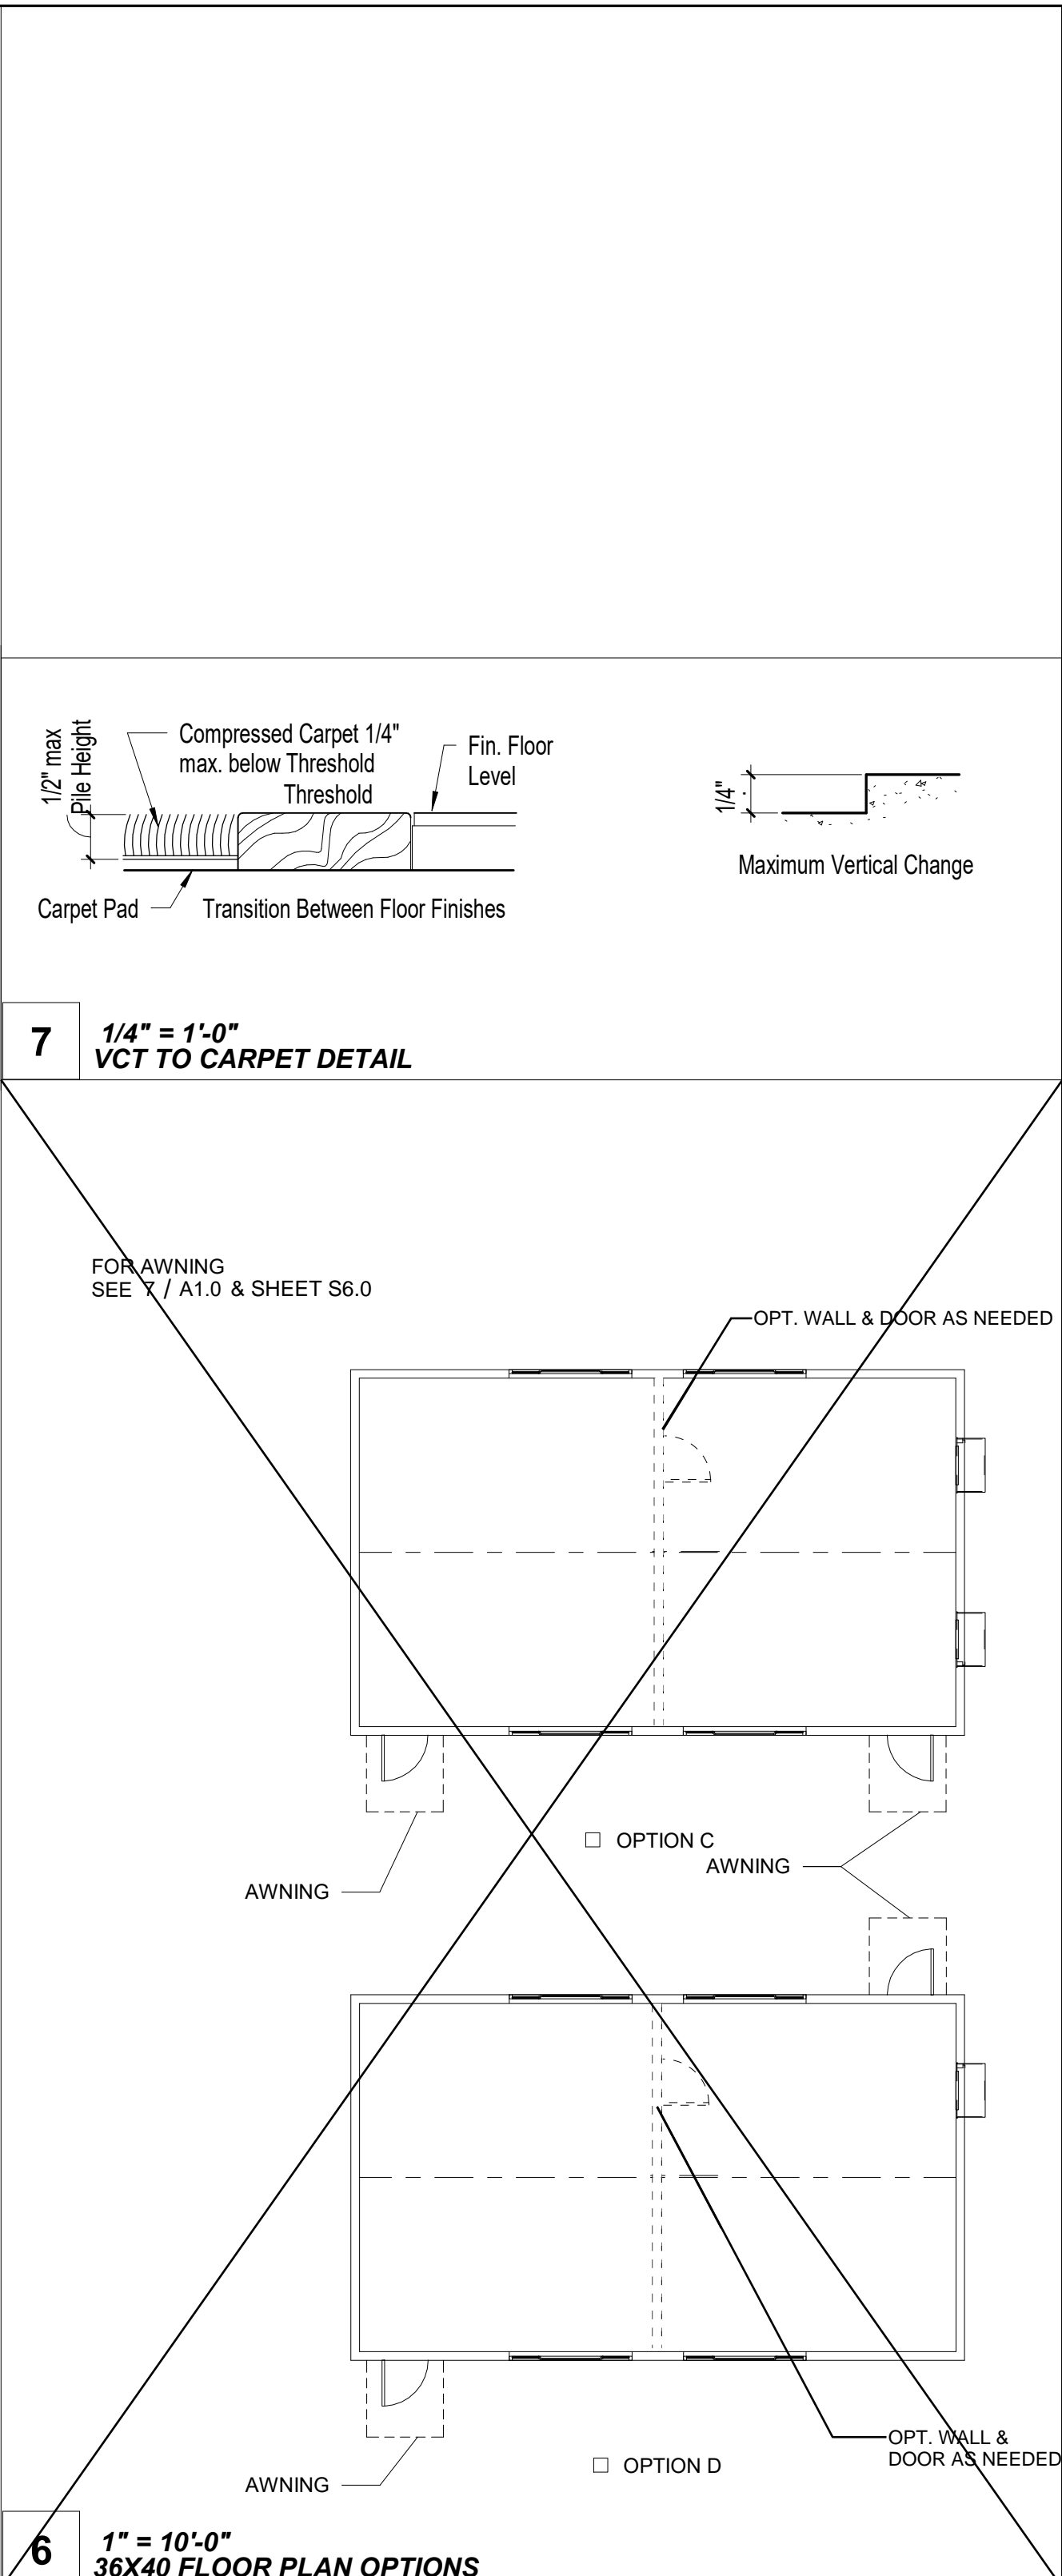 1/2" max
Pile Height
Compressed Carpet 1/4"
max. below Threshold
Threshold
Fin. Floor
Level
Carpet Pad
Transition Between Floor Finishes
1/4"
Maximum Vertical Change
7
1/4" = 1'-0"
VCT TO CARPET DETAIL
FOR AWNING
SEE 7 / A1.0 & SHEET S6.0
OPT. WALL & DOOR AS NEEDED
OPTION C
AWNING
AWNING
OPT. WALL &
DOOR AS NEEDED
OPTION D
AWNING
6
1" = 10'-0"
36X40 FLOOR PLAN OPTIONS